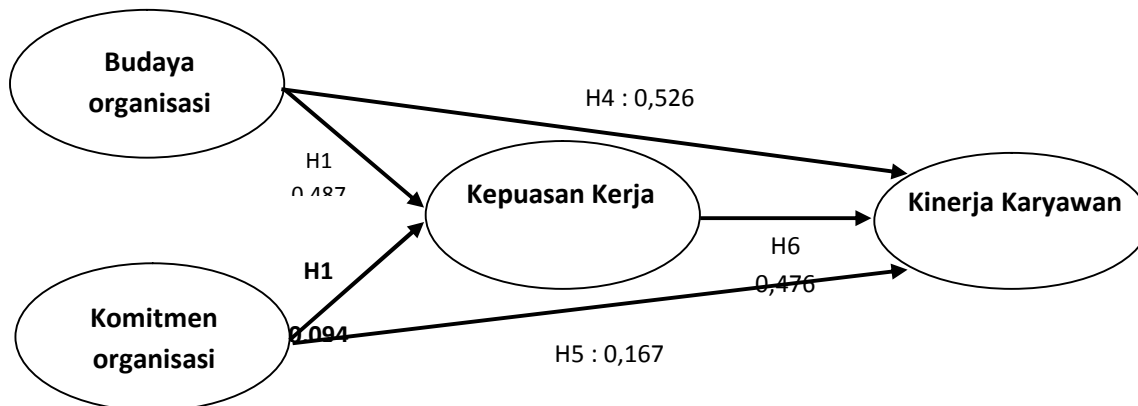 Budaya
organisasi
H4 : 0,526
H1
0,487
Kepuasan Kerja
Kinerja Karyawan
H6
0,476
H1
0.094
Komitmen
organisasi
H5 : 0,167